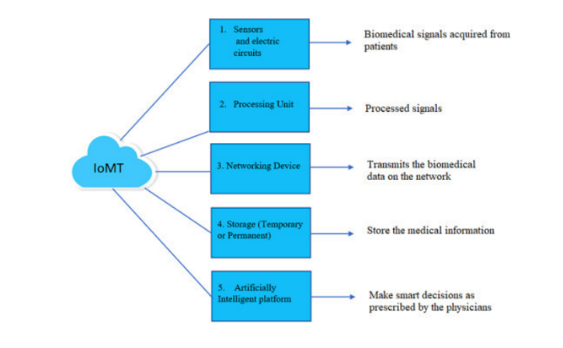 IoMT
1. Sensors
and electric
circuits
Biomedical signals acquired from
patients
2. Processing Unit
Processed signals
3. Networking Device
Transmits the biomedical
data on the network
4. Storage (Temporary
or Permanent)
Store the medical information
5. Artificially
Intelligent platform
Make smart decisions as
prescribed by the physicians